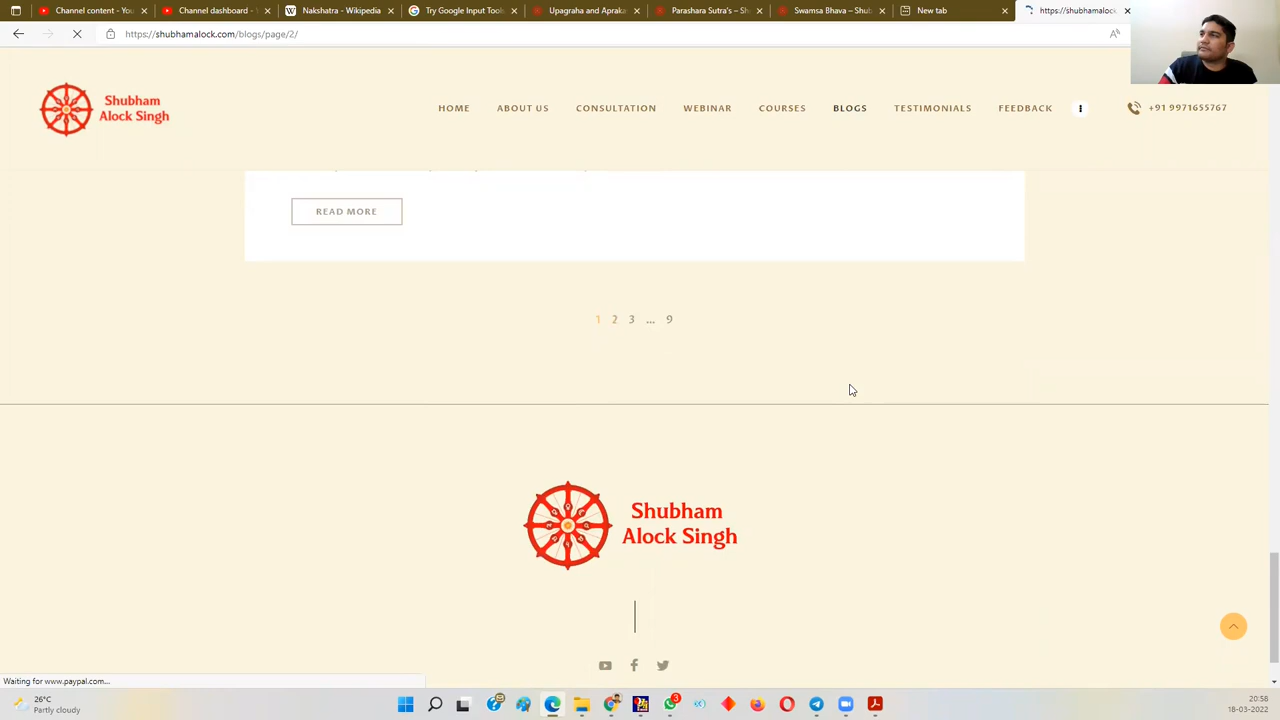 Channel content - You
Channel dashboard -
Nakshatra - Wikipedia
Try Google Input Tool
Upagraha and Apraka
Parashara Sutra's – Sh
Swamsa Bhava – Shub
New tab
https://shubhamalock
https://shubhamalock.com/blogs/page/2/
Shubham
Alock Singh
HOME
ABOUT US
CONSULTATION
WEBINAR
COURSES
BLOGS
TESTIMONIALS
FEEDBACK
+91 9971655767
READ MORE
1 2 3 ... 9
Shubham
Alock Singh
Waiting for www.paypal.com...
26°C
Partly cloudy
3
20:58
18-03-2022